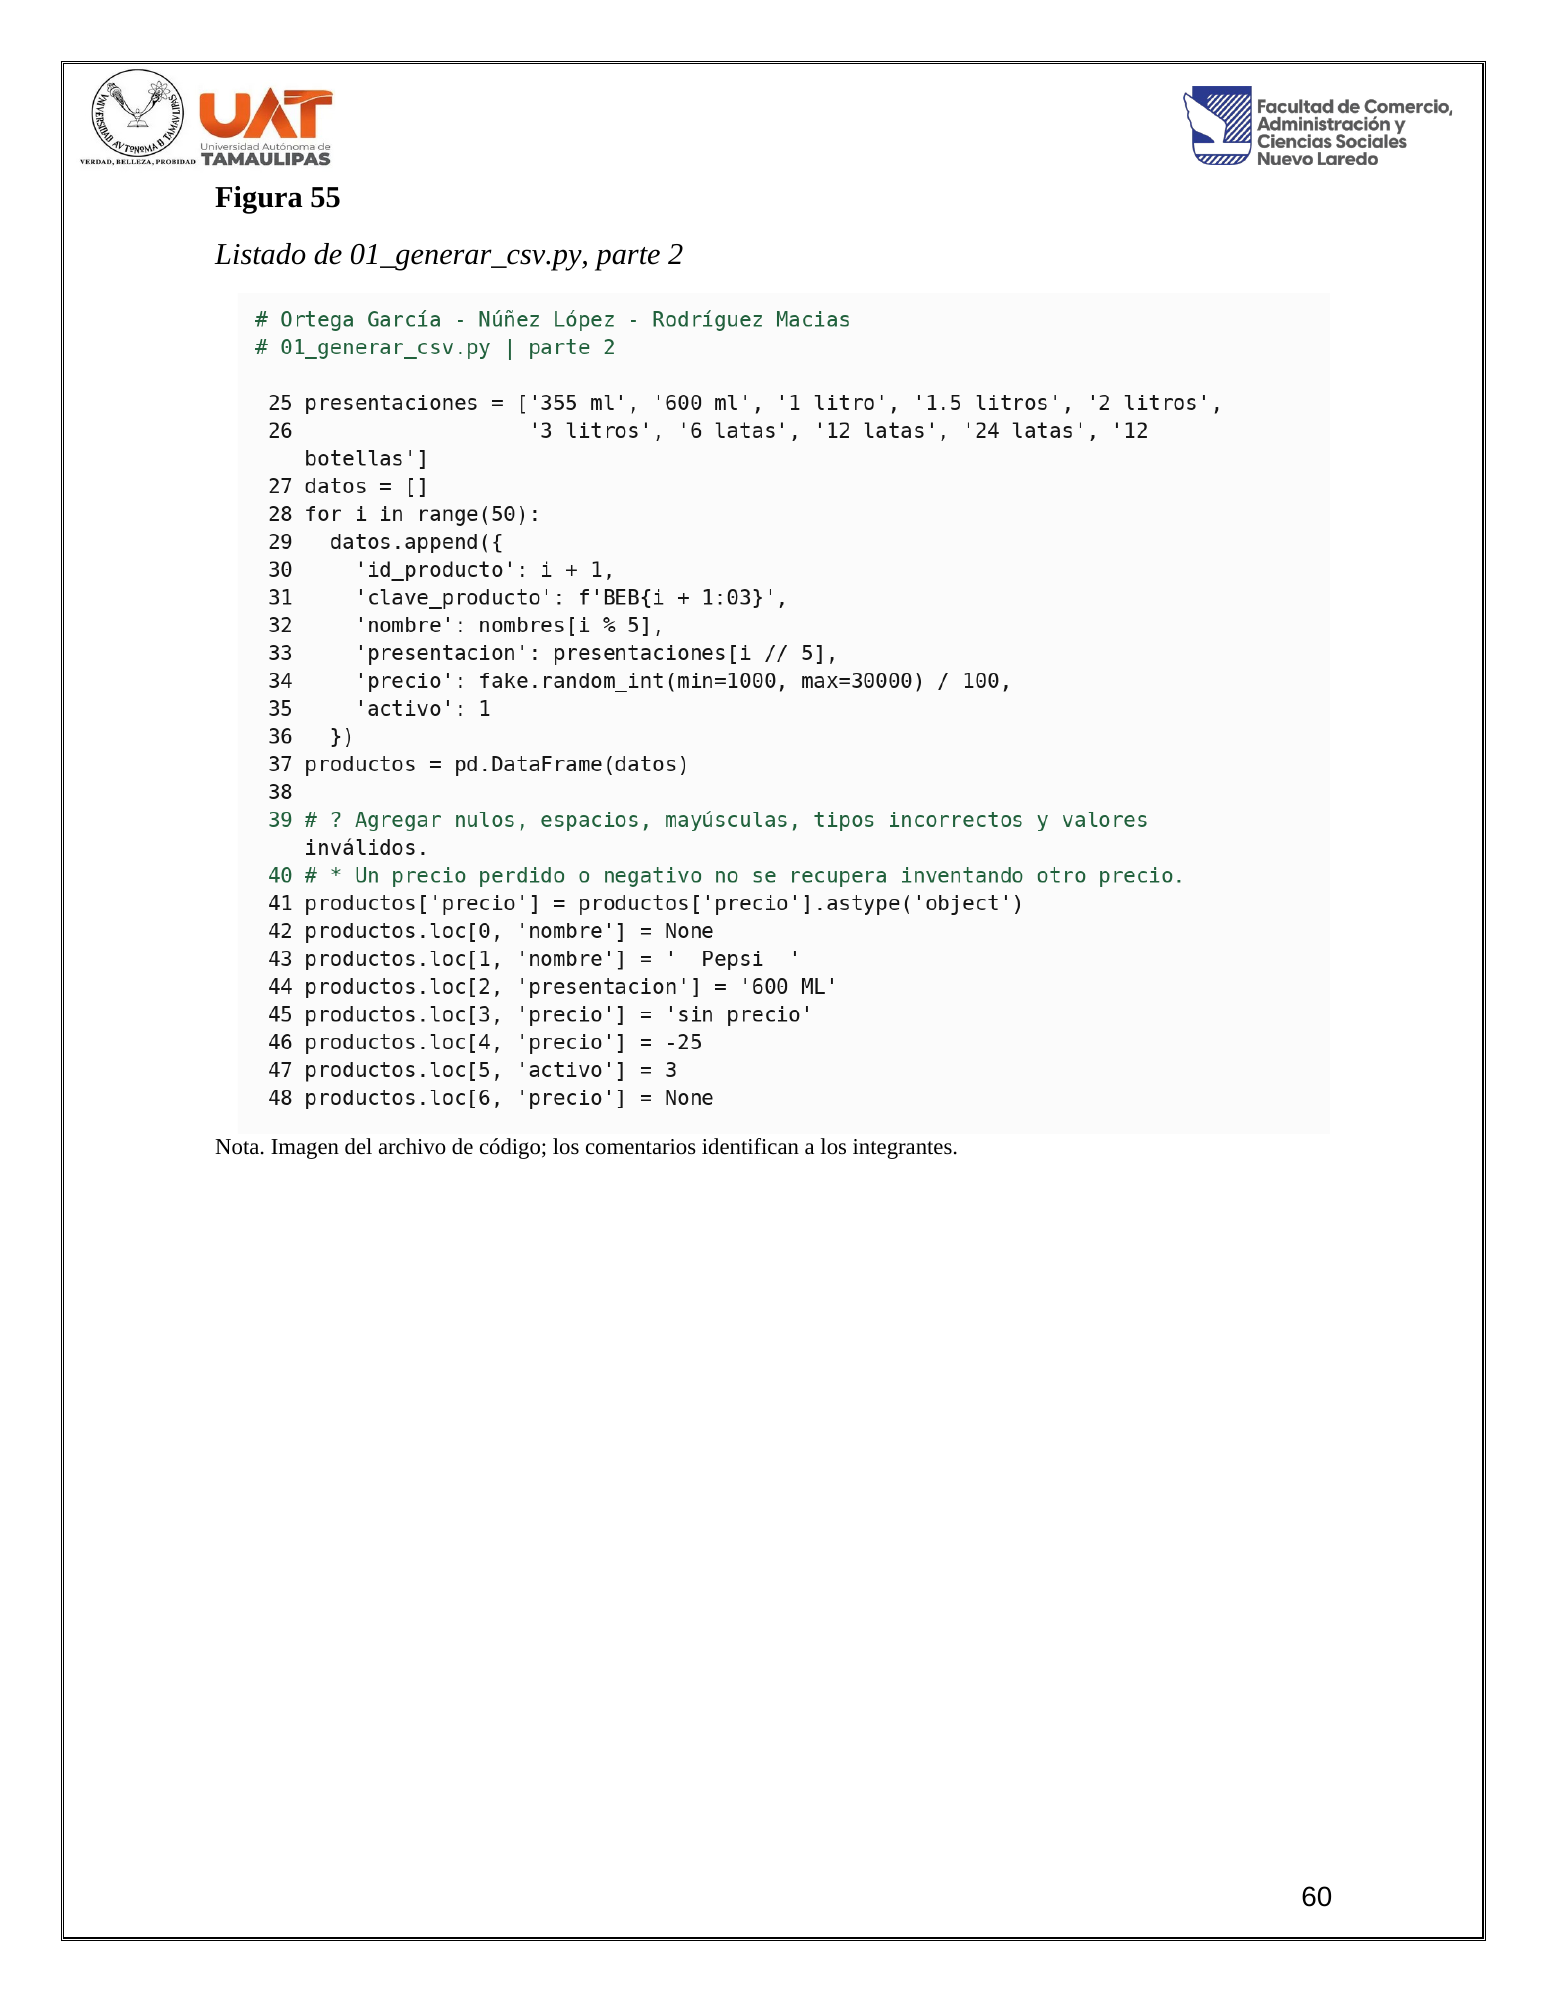 UNIVERSIDAD AVTONOMA D TAMAVLIPAS
VERDAD, BELLEZA, PROBIDAD
UAT
Universidad Autónoma de
TAMAULIPAS
Facultad de Comercio,
Administración y
Ciencias Sociales
Nuevo Laredo
Figura 55
Listado de 01_generar_csv.py, parte 2
# Ortega García - Núñez López - Rodríguez Macias
# 01_generar_csv.py | parte 2
25 presentaciones = ['355 ml', '600 ml', '1 litro', '1.5 litros', '2 litros',
26                   '3 litros', '6 latas', '12 latas', '24 latas', '12
botellas']
27 datos = []
28 for i in range(50):
29   datos.append({
30     'id_producto': i + 1,
31     'clave_producto': f'BEB{i + 1:03}',
32     'nombre': nombres[i % 5],
33     'presentacion': presentaciones[i // 5],
34     'precio': fake.random_int(min=1000, max=30000) / 100,
35     'activo': 1
36   })
37 productos = pd.DataFrame(datos)
38
39 # ? Agregar nulos, espacios, mayúsculas, tipos incorrectos y valores
inválidos.
40 # * Un precio perdido o negativo no se recupera inventando otro precio.
41 productos['precio'] = productos['precio'].astype('object')
42 productos.loc[0, 'nombre'] = None
43 productos.loc[1, 'nombre'] = '  Pepsi  '
44 productos.loc[2, 'presentacion'] = '600 ML'
45 productos.loc[3, 'precio'] = 'sin precio'
46 productos.loc[4, 'precio'] = -25
47 productos.loc[5, 'activo'] = 3
48 productos.loc[6, 'precio'] = None
Nota. Imagen del archivo de código; los comentarios identifican a los integrantes.
60